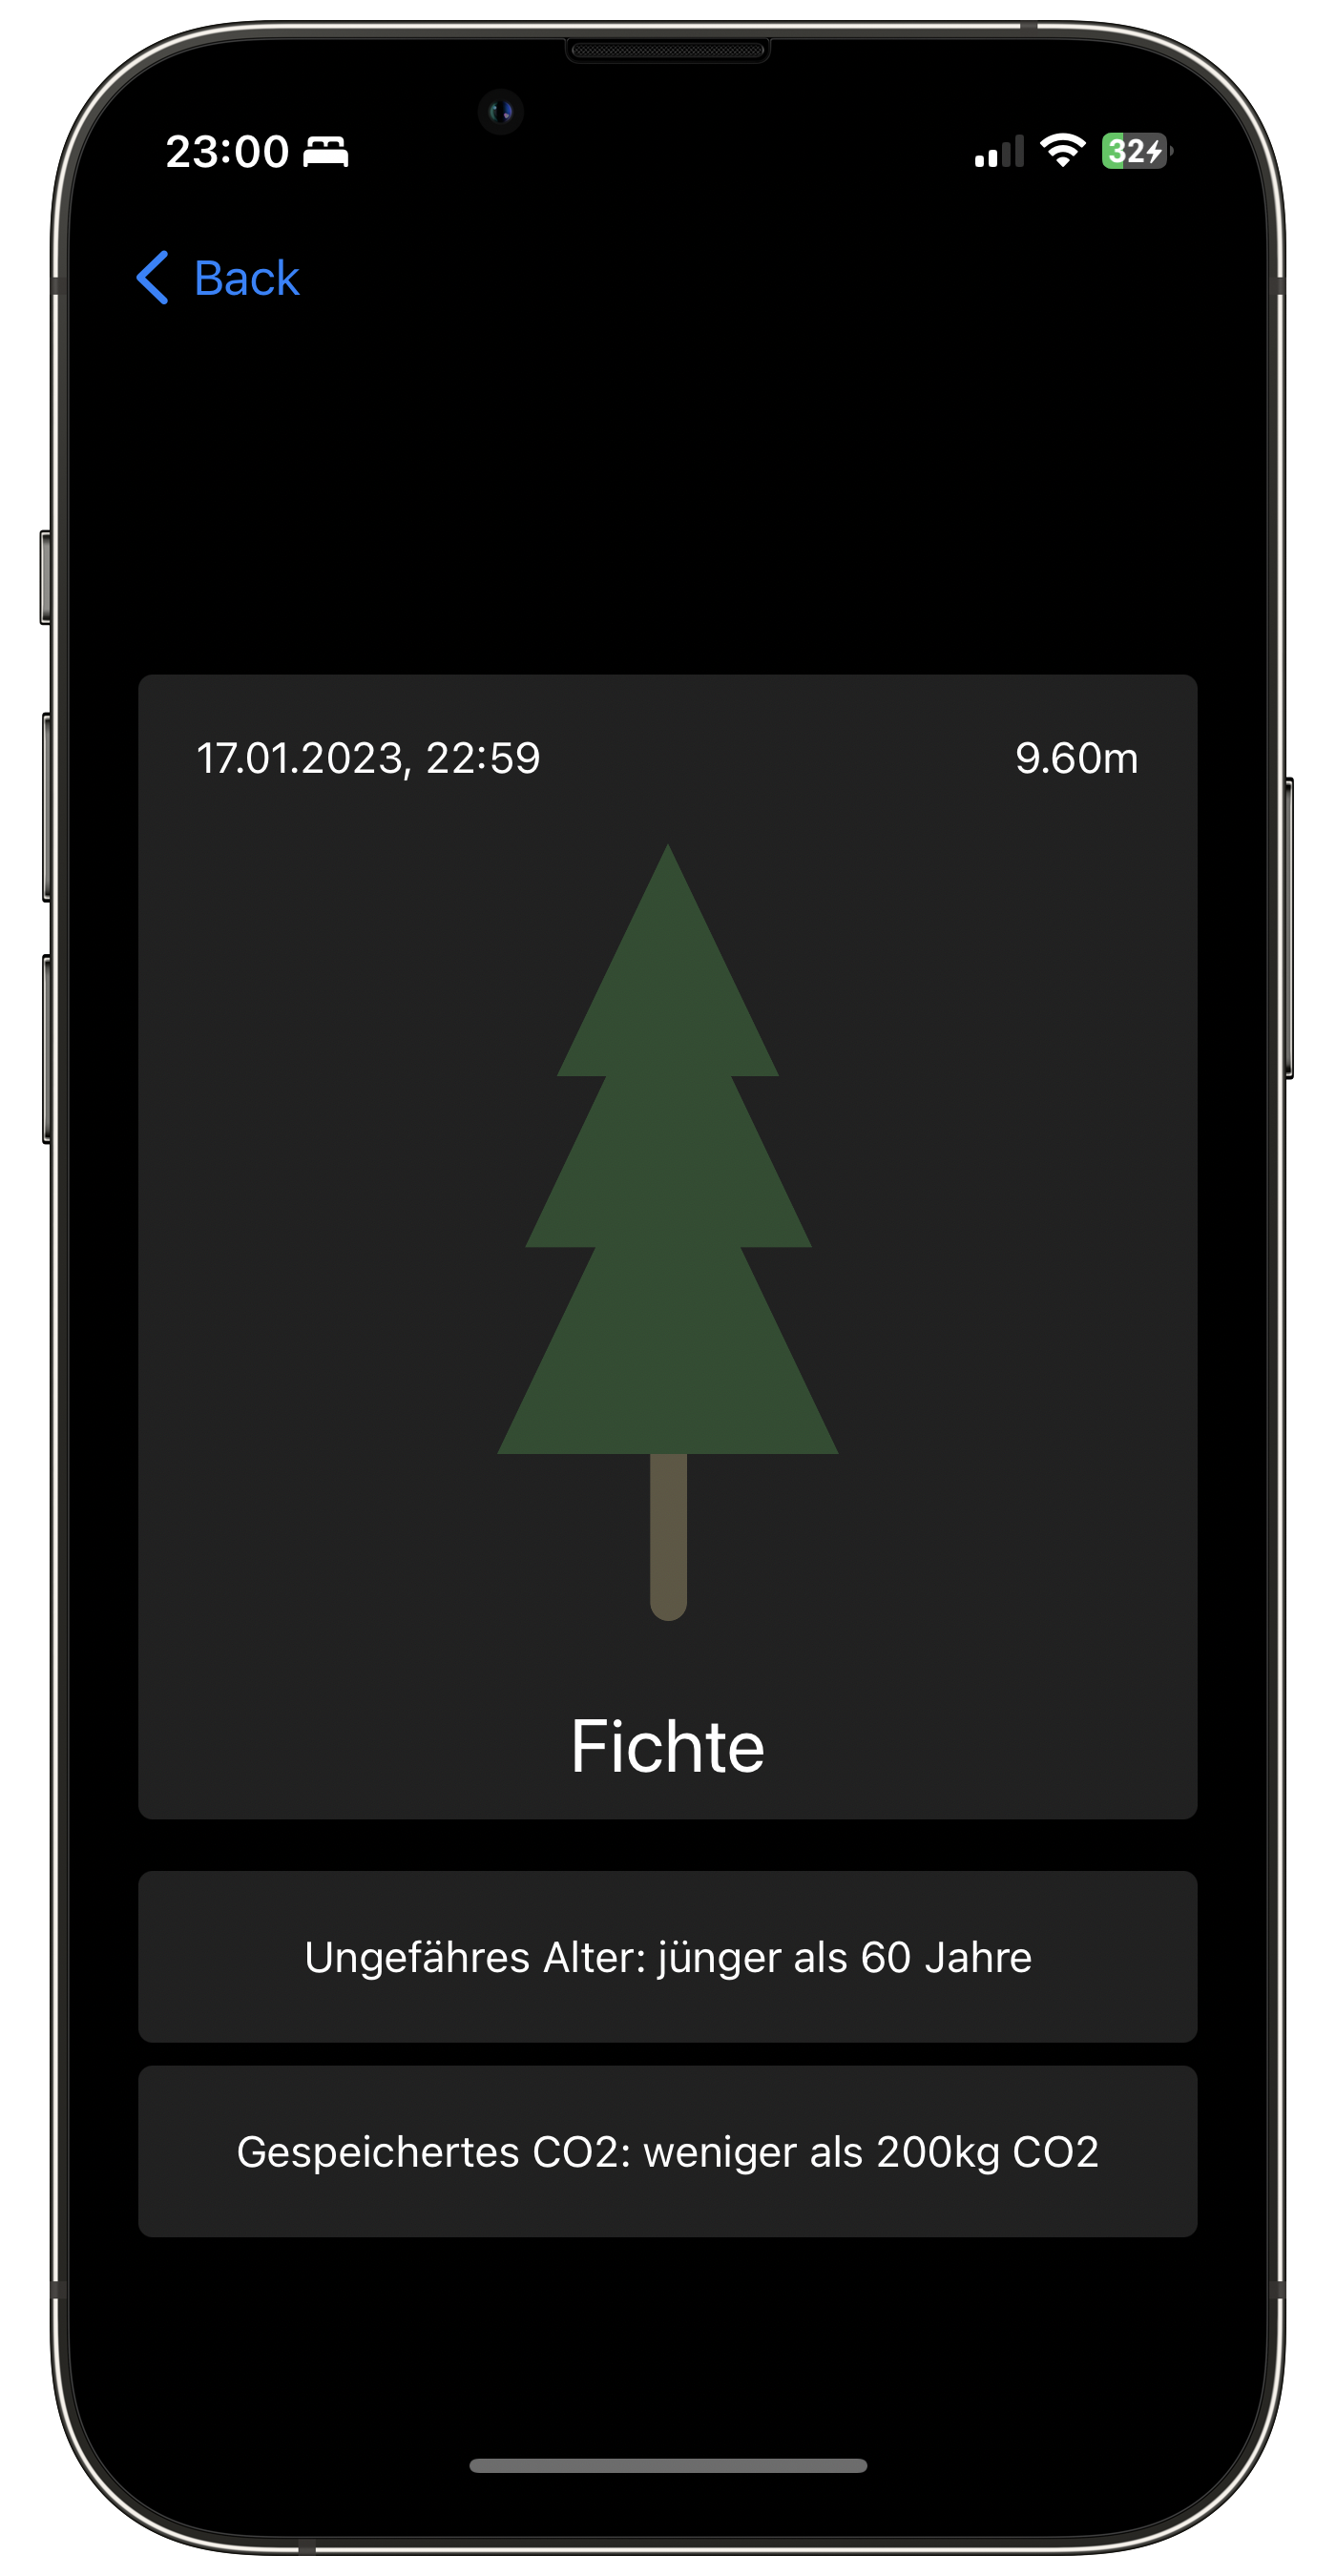 23:00
32
Back
17.01.2023, 22:59
9.60m
Fichte
Ungefähres Alter: jünger als 60 Jahre
Gespeichertes CO2: weniger als 200kg CO2